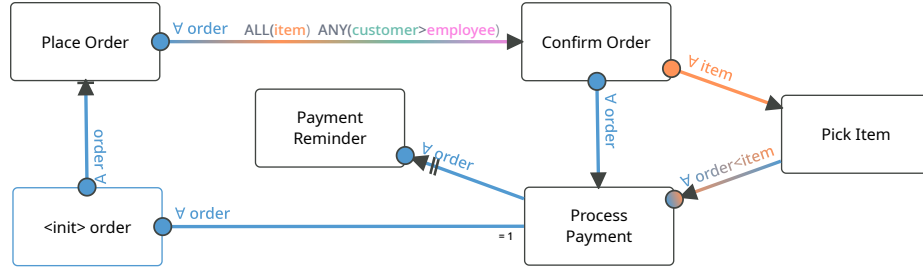 ∀ order ALL(item) ANY(customer>employee)
Place Order
Confirm Order
∀ item
Payment
Reminder
∀ order
∀ order
Pick Item
∀ order
∀ order<item
<init> order
∀ order
= 1
Process
Payment